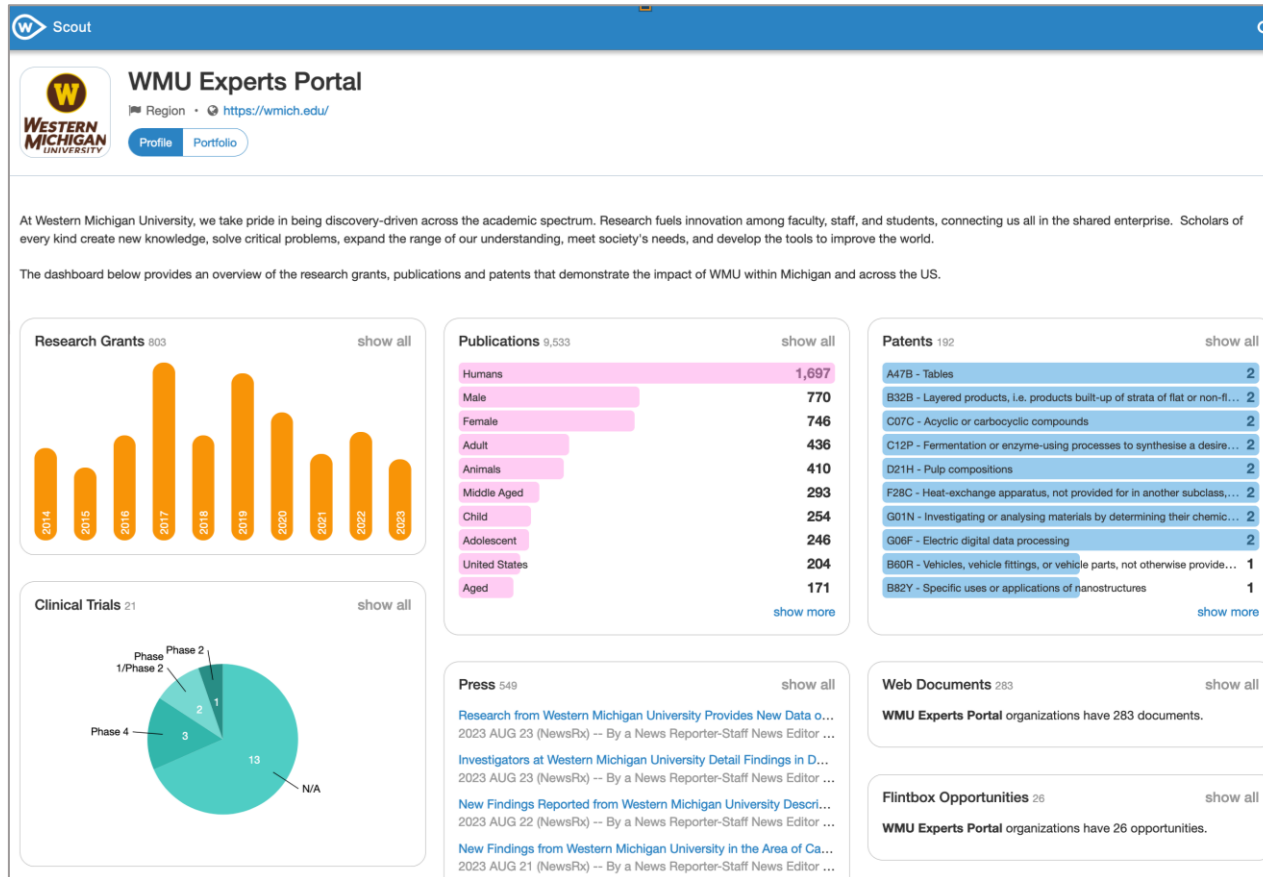 Scout
W
WESTERN
MICHIGAN
UNIVERSITY
WMU Experts Portal
Region • https://wmich.edu/
Profile Portfolio
At Western Michigan University, we take pride in being discovery-driven across the academic spectrum. Research fuels innovation among faculty, staff, and students, connecting us all in the shared enterprise. Scholars of
every kind create new knowledge, solve critical problems, expand the range of our understanding, meet society's needs, and develop the tools to improve the world.
The dashboard below provides an overview of the research grants, publications and patents that demonstrate the impact of WMU within Michigan and across the US.
Research Grants 803 show all
2014 2015 2016 2017 2018 2019 2020 2021 2022 2023
Clinical Trials 21 show all
Phase 2
Phase
1/Phase 2
1
2
Phase 4
3
13
N/A
Publications 9,533 show all
Humans 1,697
Male 770
Female 746
Adult 436
Animals 410
Middle Aged 293
Child 254
Adolescent 246
United States 204
Aged 171
show more
Press 549 show all
Research from Western Michigan University Provides New Data o...
2023 AUG 23 (NewsRx) -- By a News Reporter-Staff News Editor ...
Investigators at Western Michigan University Detail Findings in D...
2023 AUG 23 (NewsRx) -- By a News Reporter-Staff News Editor ...
New Findings Reported from Western Michigan University Descri...
2023 AUG 22 (NewsRx) -- By a News Reporter-Staff News Editor ...
New Findings from Western Michigan University in the Area of Ca...
2023 AUG 21 (NewsRx) -- By a News Reporter-Staff News Editor ...
Patents 192 show all
A47B - Tables 2
B32B - Layered products, i.e. products built-up of strata of flat or non-fl... 2
C07C - Acyclic or carbocyclic compounds 2
C12P - Fermentation or enzyme-using processes to synthesise a desire... 2
D21H - Pulp compositions 2
F28C - Heat-exchange apparatus, not provided for in another subclass,... 2
G01N - Investigating or analysing materials by determining their chemic... 2
G06F - Electric digital data processing 2
B60R - Vehicles, vehicle fittings, or vehicle parts, not otherwise provide... 1
B82Y - Specific uses or applications of nanostructures 1
show more
Web Documents 283 show all
WMU Experts Portal organizations have 283 documents.
Flintbox Opportunities 26 show all
WMU Experts Portal organizations have 26 opportunities.